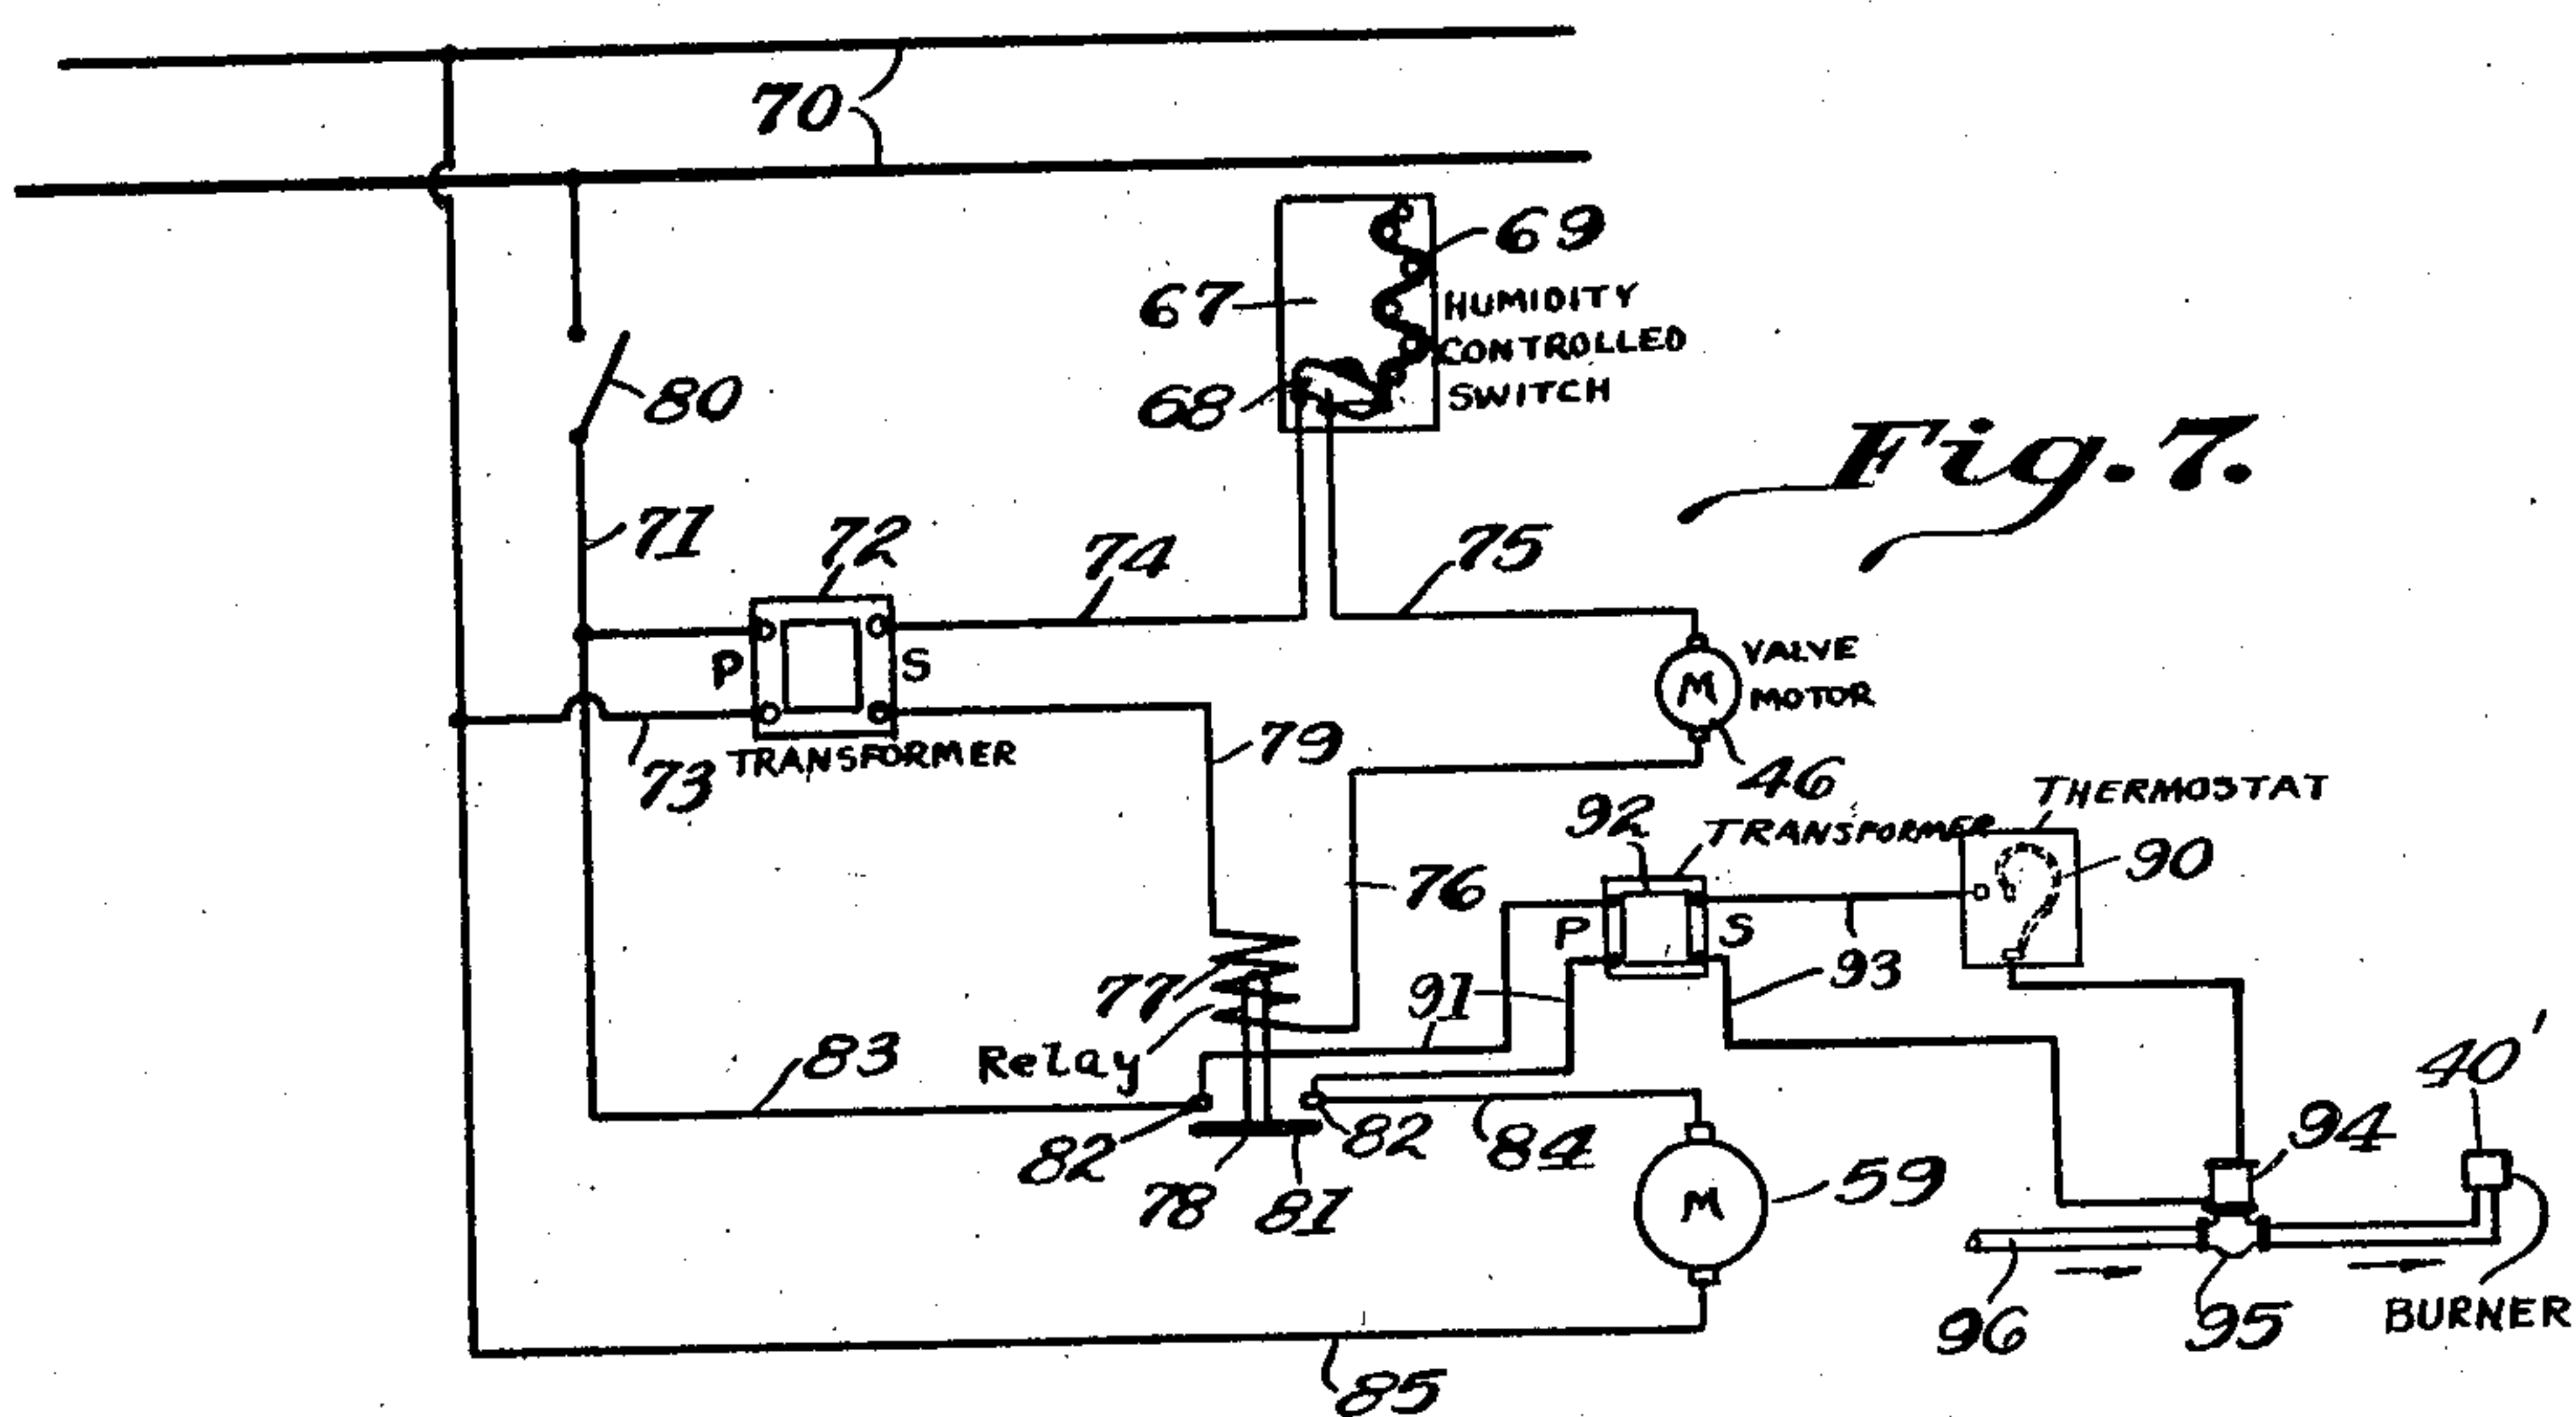 70
69
67
HUMIDITY
CONTROLLED
SWITCH
68
80
Fig. 7.
71
72
74
75
P
S
VALVE
MOTOR
M
73
TRANSFORMER
79
46
THERMOSTAT
92
TRANSFORMER
90
76
P
S
77
91
93
Relay
83
40'
82
82
84
94
78
81
M
59
96
95
BURNER
85